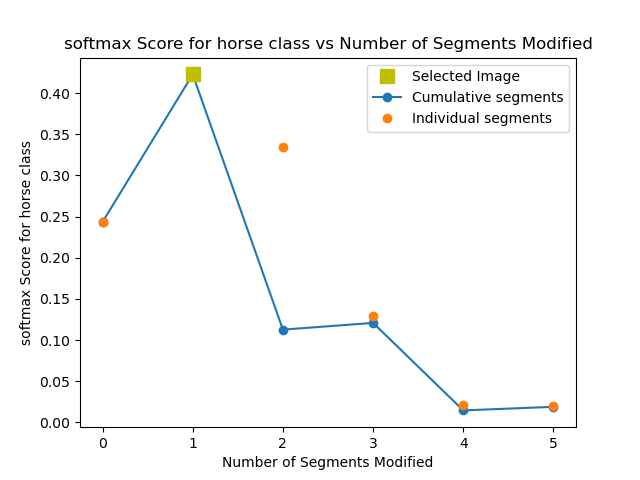 softmax Score for horse class vs Number of Segments Modified
Selected Image
Cumulative segments
Individual segments
softmax Score for horse class
0.40
0.35
0.30
0.25
0.20
0.15
0.10
0.05
0.00
0 1 2 3 4 5
Number of Segments Modified